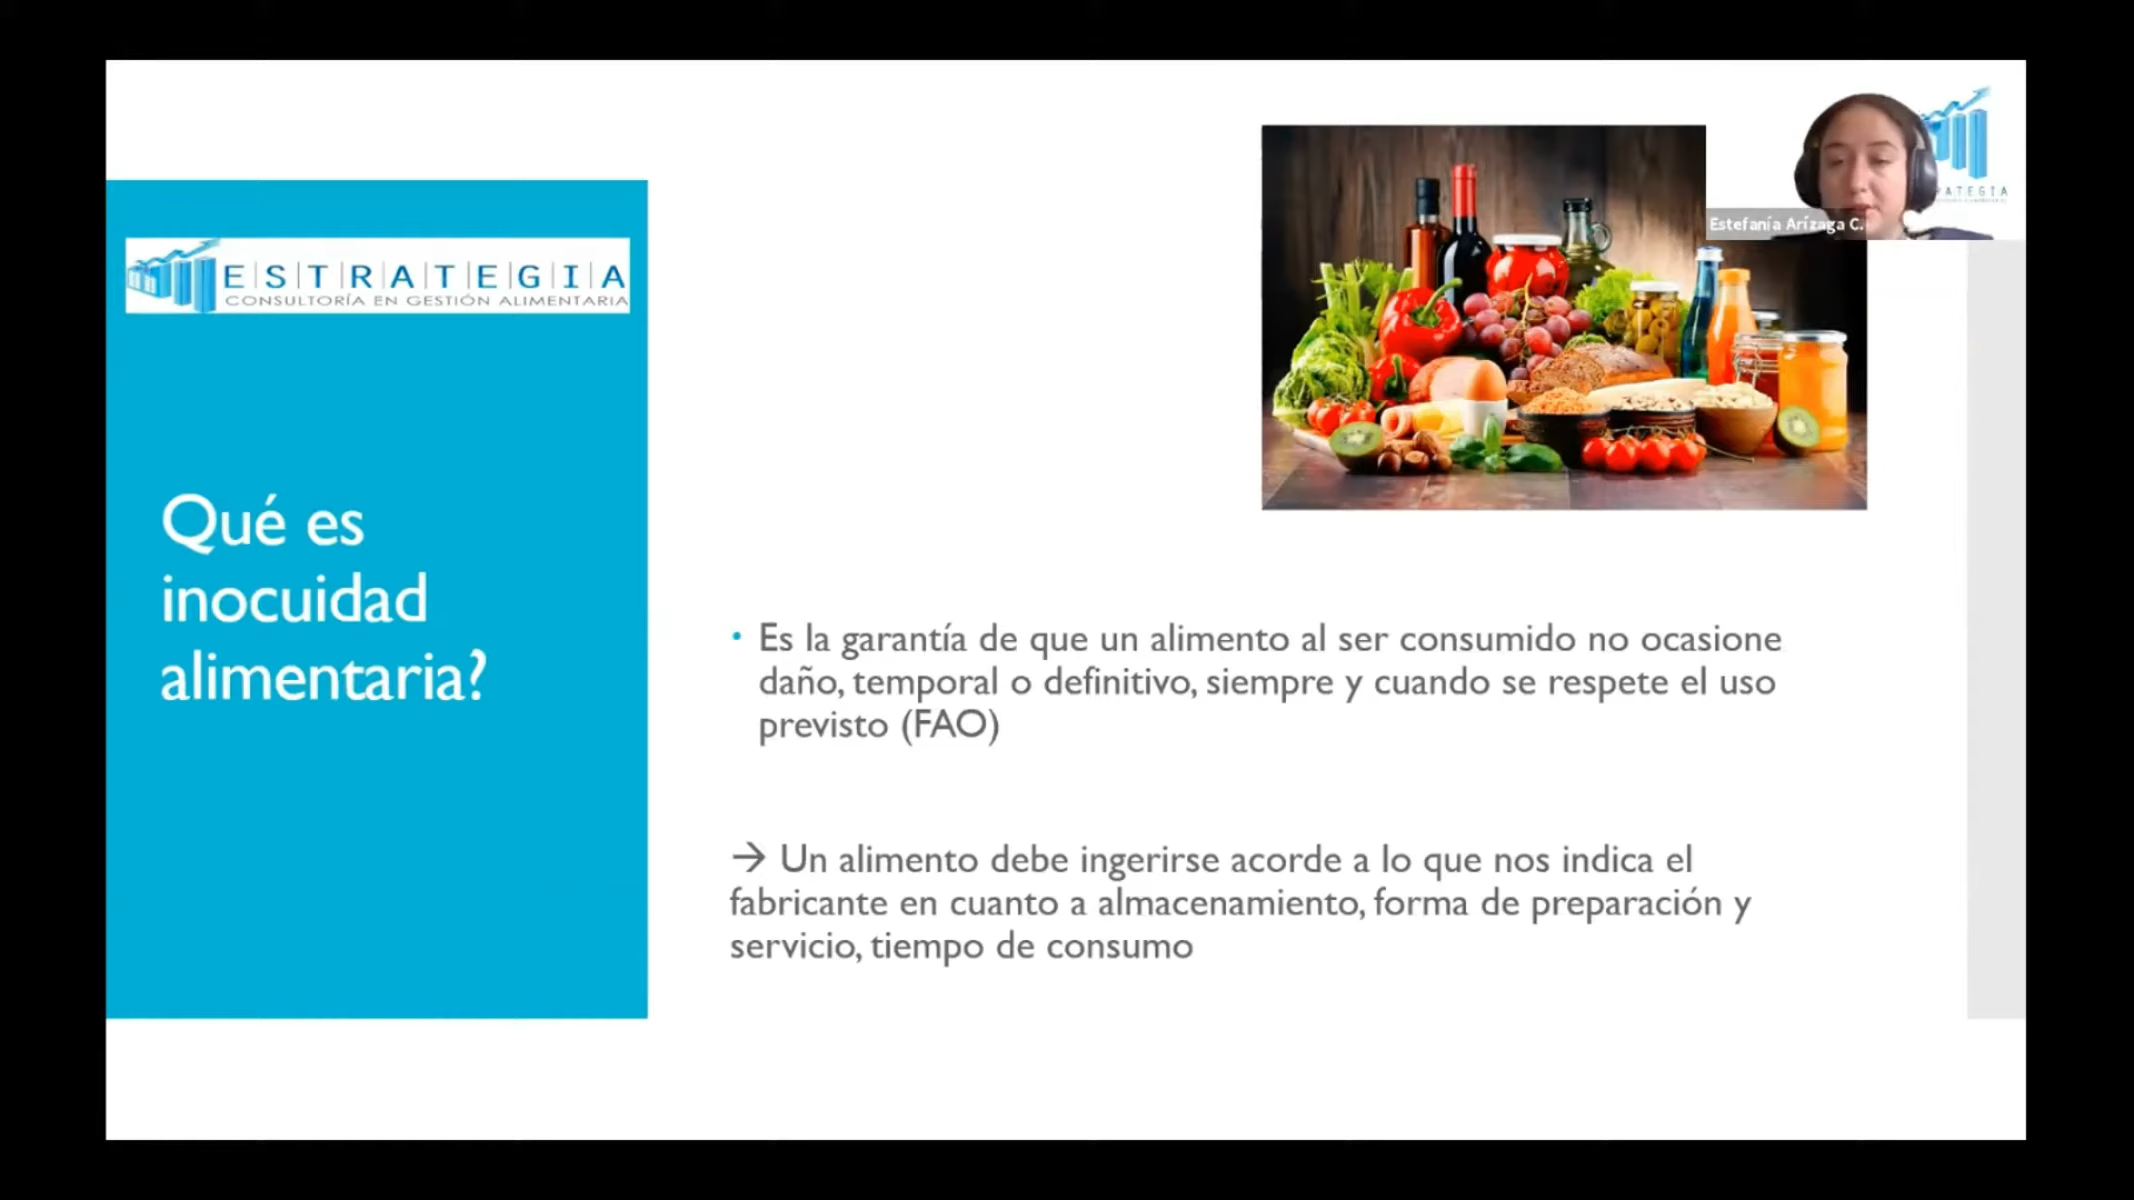 ESTRATEGIA
CONSULTORÍA EN GESTIÓN ALIMENTARIA
Qué es
inocuidad
alimentaria?
Estefanía Arízaga C.
• Es la garantía de que un alimento al ser consumido no ocasione
daño, temporal o definitivo, siempre y cuando se respete el uso
previsto (FAO)
→ Un alimento debe ingerirse acorde a lo que nos indica el
fabricante en cuanto a almacenamiento, forma de preparación y
servicio, tiempo de consumo